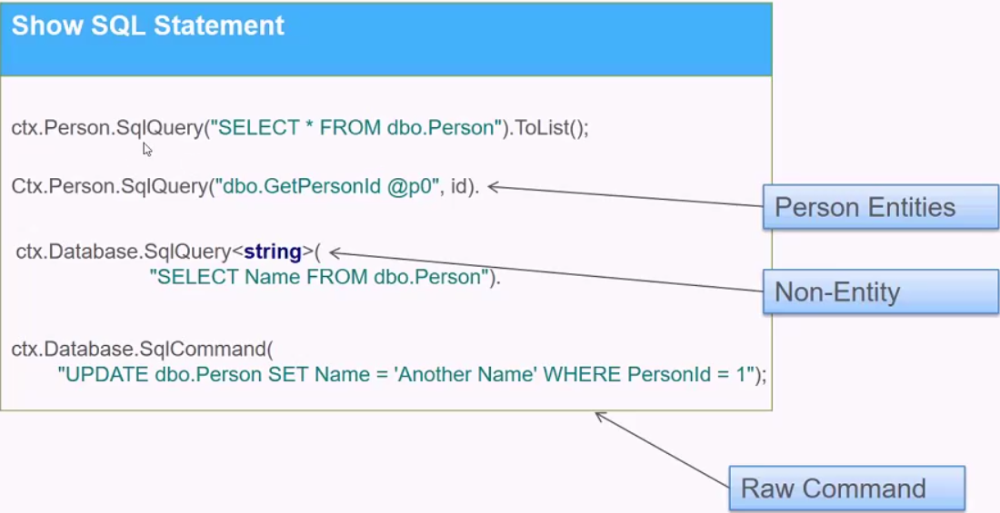 Show SQL Statement
ctx.Person.SqlQuery("SELECT * FROM dbo.Person").ToList();
Ctx.Person.SqlQuery("dbo.GetPersonId @p0", id).
Person Entities
ctx.Database.SqlQuery<string>(
"SELECT Name FROM dbo.Person").
Non-Entity
ctx.Database.SqlCommand(
"UPDATE dbo.Person SET Name = 'Another Name' WHERE PersonId = 1");
Raw Command